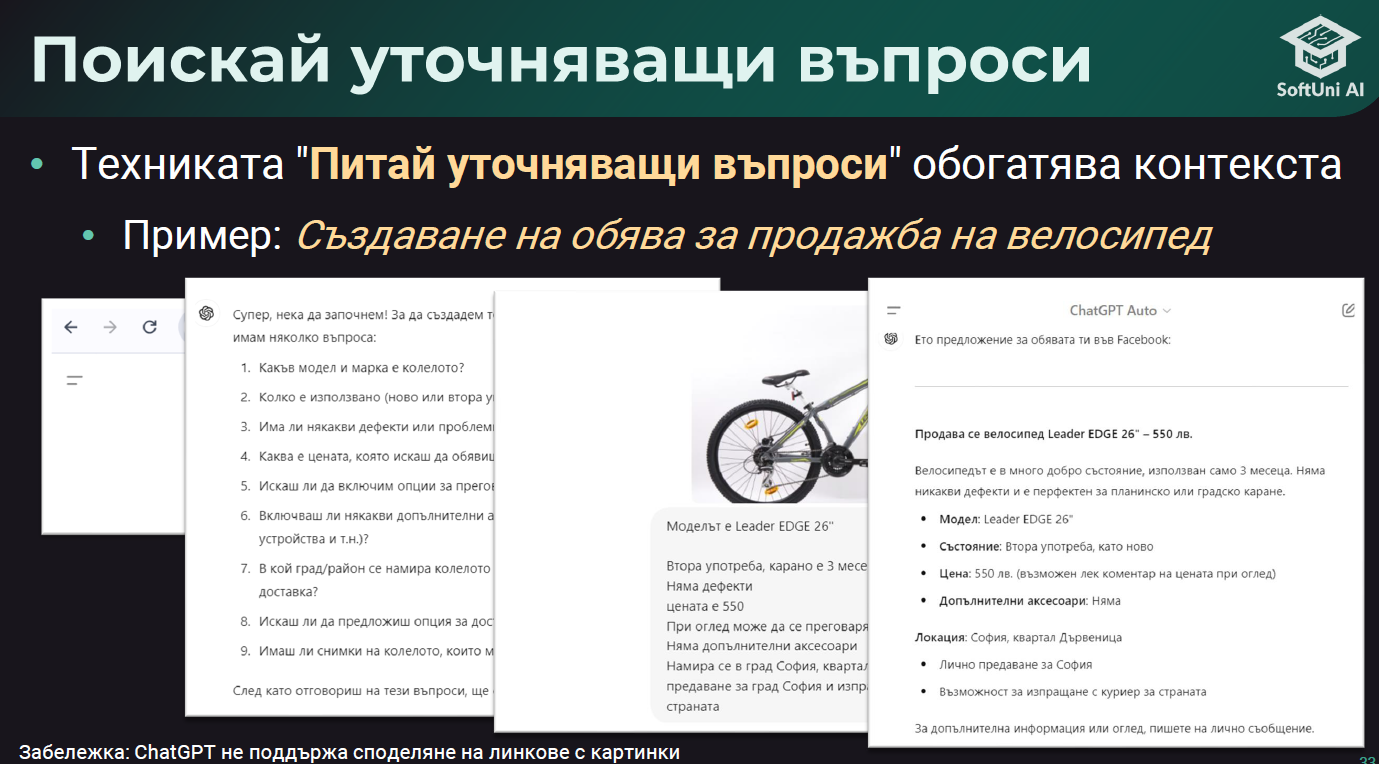 Поискай уточняващи въпроси
SoftUni AI
• Техниката "Питай уточняващи въпроси" обогатява контекста
• Пример: Създаване на обява за продажба на велосипед
Супер, нека да започнем! За да създадем
имам няколко въпроса:
1. Какъв модел и марка е колелото?
2. Колко е използвано (ново или втора
3. Има ли някакви дефекти или
4. Каква е цената, която искаш да
5. Искаш ли да включим опции за
6. Включваш ли някакви допълнителни
устройства и т.н.)?
7. В кой град/район се намира колелото
доставка?
8. Искаш ли да предложиш опция за
9. Имаш ли снимки на колелото, които
След като отговориш на тези въпроси, ще
Моделът е Leader EDGE 26''
Втора употреба, карано е 3
Няма дефекти
цената е 550
При оглед може да се
Няма допълнителни аксесоари
Намира се в град София,
предаване за град София и
страната
ChatGPT Auto
Ето предложение за обявата ти във Facebook:
Продава се велосипед Leader EDGE 26" – 550 лв.
Велосипедът е в много добро състояние, използван само 3 месеца. Няма
никакви дефекти и е перфектен за планинско или градско каране.
• Модел: Leader EDGE 26"
• Състояние: Втора употреба, като ново
• Цена: 550 лв. (възможен лек коментар на цената при оглед)
• Допълнителни аксесоари: Няма
Локация: София, квартал Дървеница
• Лично предаване за София
• Възможност за изпращане с куриер за страната
За допълнителна информация или оглед, пишете на лично съобщение.
Забележка: ChatGPT не поддържа споделяне на линкове с картинки
33